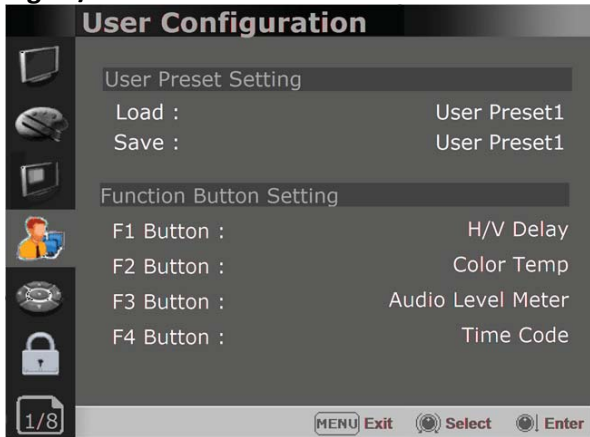 User Configuration
User Preset Setting
Load : User Preset1
Save : User Preset1
Function Button Setting
F1 Button : H/V Delay
F2 Button : Color Temp
F3 Button : Audio Level Meter
F4 Button : Time Code
1/8
MENU Exit Select Enter